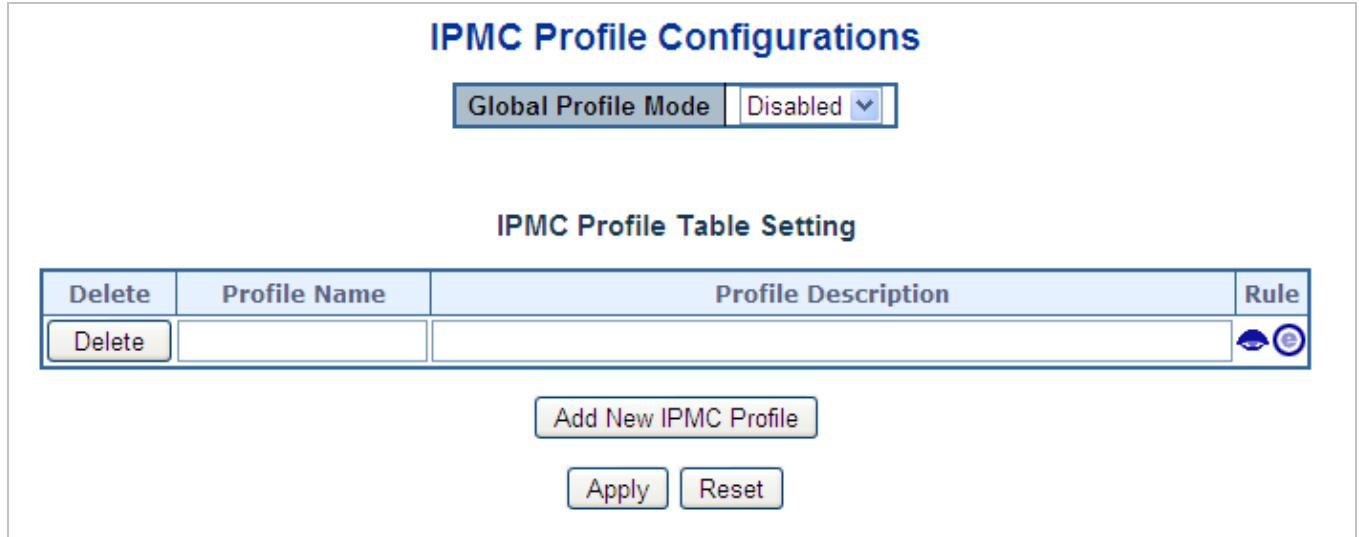 IPMC Profile Configurations
Global Profile Mode Disabled
IPMC Profile Table Setting
Delete Profile Name Profile Description Rule
Delete e
Add New IPMC Profile
Apply Reset